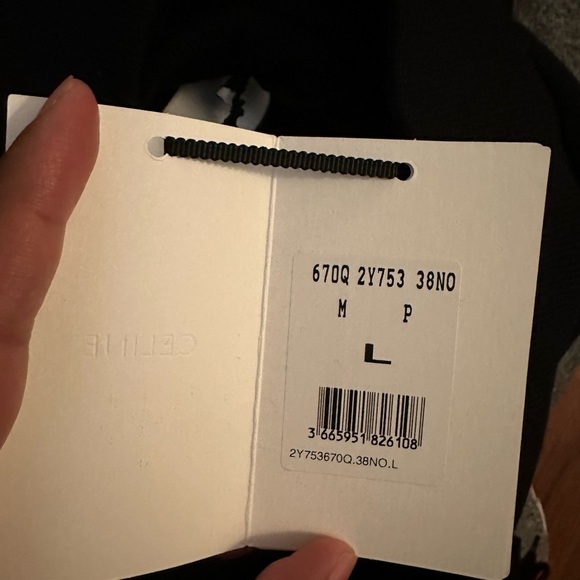 CELINE
670Q 2Y753 38NO
M P
L
3 665951 826108
2Y753670Q.38NO.L